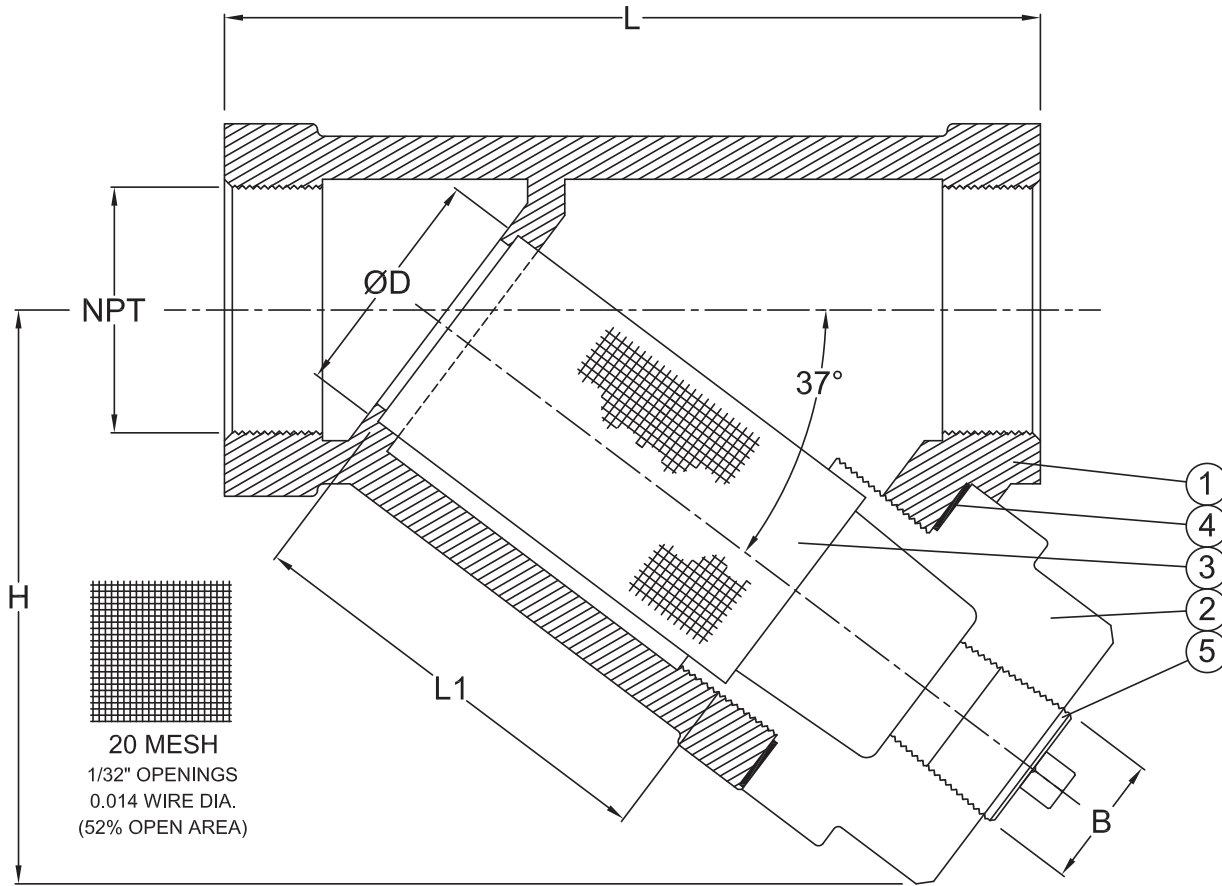 L
ØD
NPT
37°
1
4
3
2
5
H
L1
B
20 MESH
1/32" OPENINGS
0.014 WIRE DIA.
(52% OPEN AREA)